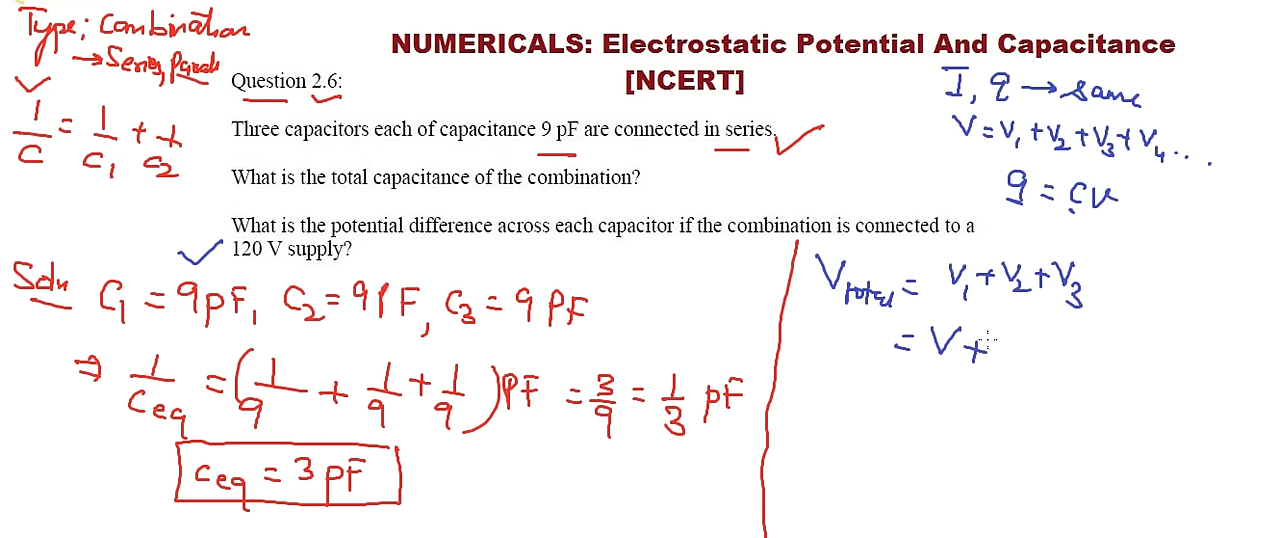 Type: Combination
→ Series, Parall
NUMERICALS: Electrostatic Potential And Capacitance
[NCERT]
Question 2.6:
I, q → same
1/C = 1/C₁ + 1/C₂
Three capacitors each of capacitance 9 pF are connected in series.
V = V₁ + V₂ + V₃ + V₄ ...
What is the total capacitance of the combination?
q = CV
What is the potential difference across each capacitor if the combination is connected to a
120 V supply?
Soln C₁ = 9pF, C₂ = 9PF, C₃ = 9 PF
V total = V₁ + V₂ + V₃
= V +
⇒ 1/Ceq = (1/9 + 1/9 + 1/9) PF = 3/9 = 1/3 pF
Ceq = 3 pF